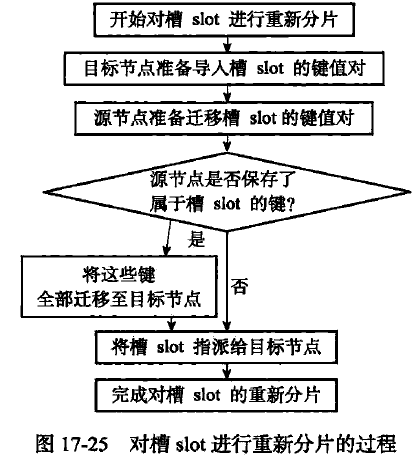 开始对槽 slot 进行重新分片
目标节点准备导入槽 slot 的键值对
源节点准备迁移槽 slot 的键值对
源节点是否保存了
属于槽 slot 的键?
是
将这些键
全部迁移至目标节点
否
将槽 slot 指派给目标节点
完成对槽 slot 的重新分片
图 17-25 对槽 slot 进行重新分片的过程